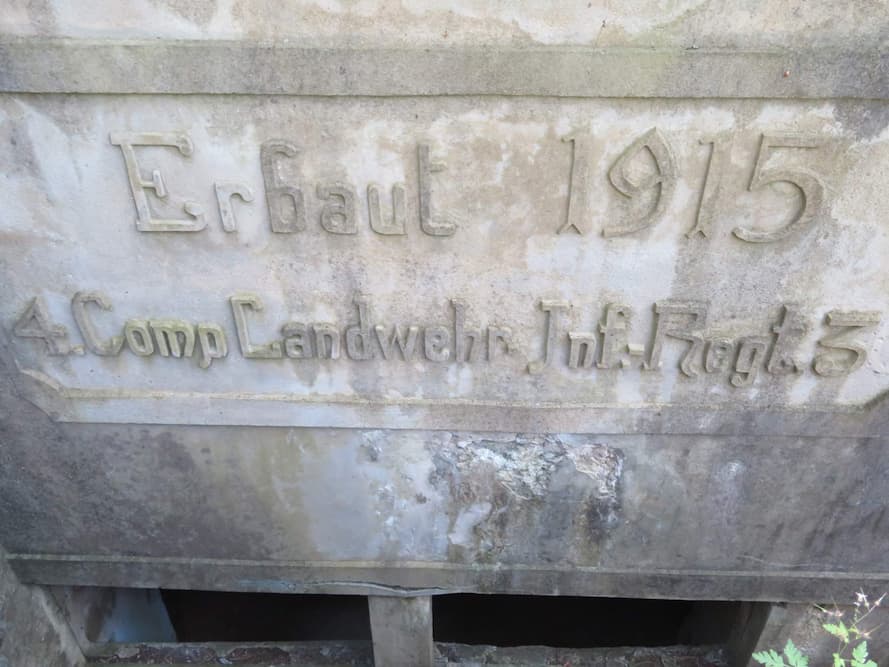 Erbaut 1915
4. Comp Landwehr Inf.-Regt. 3